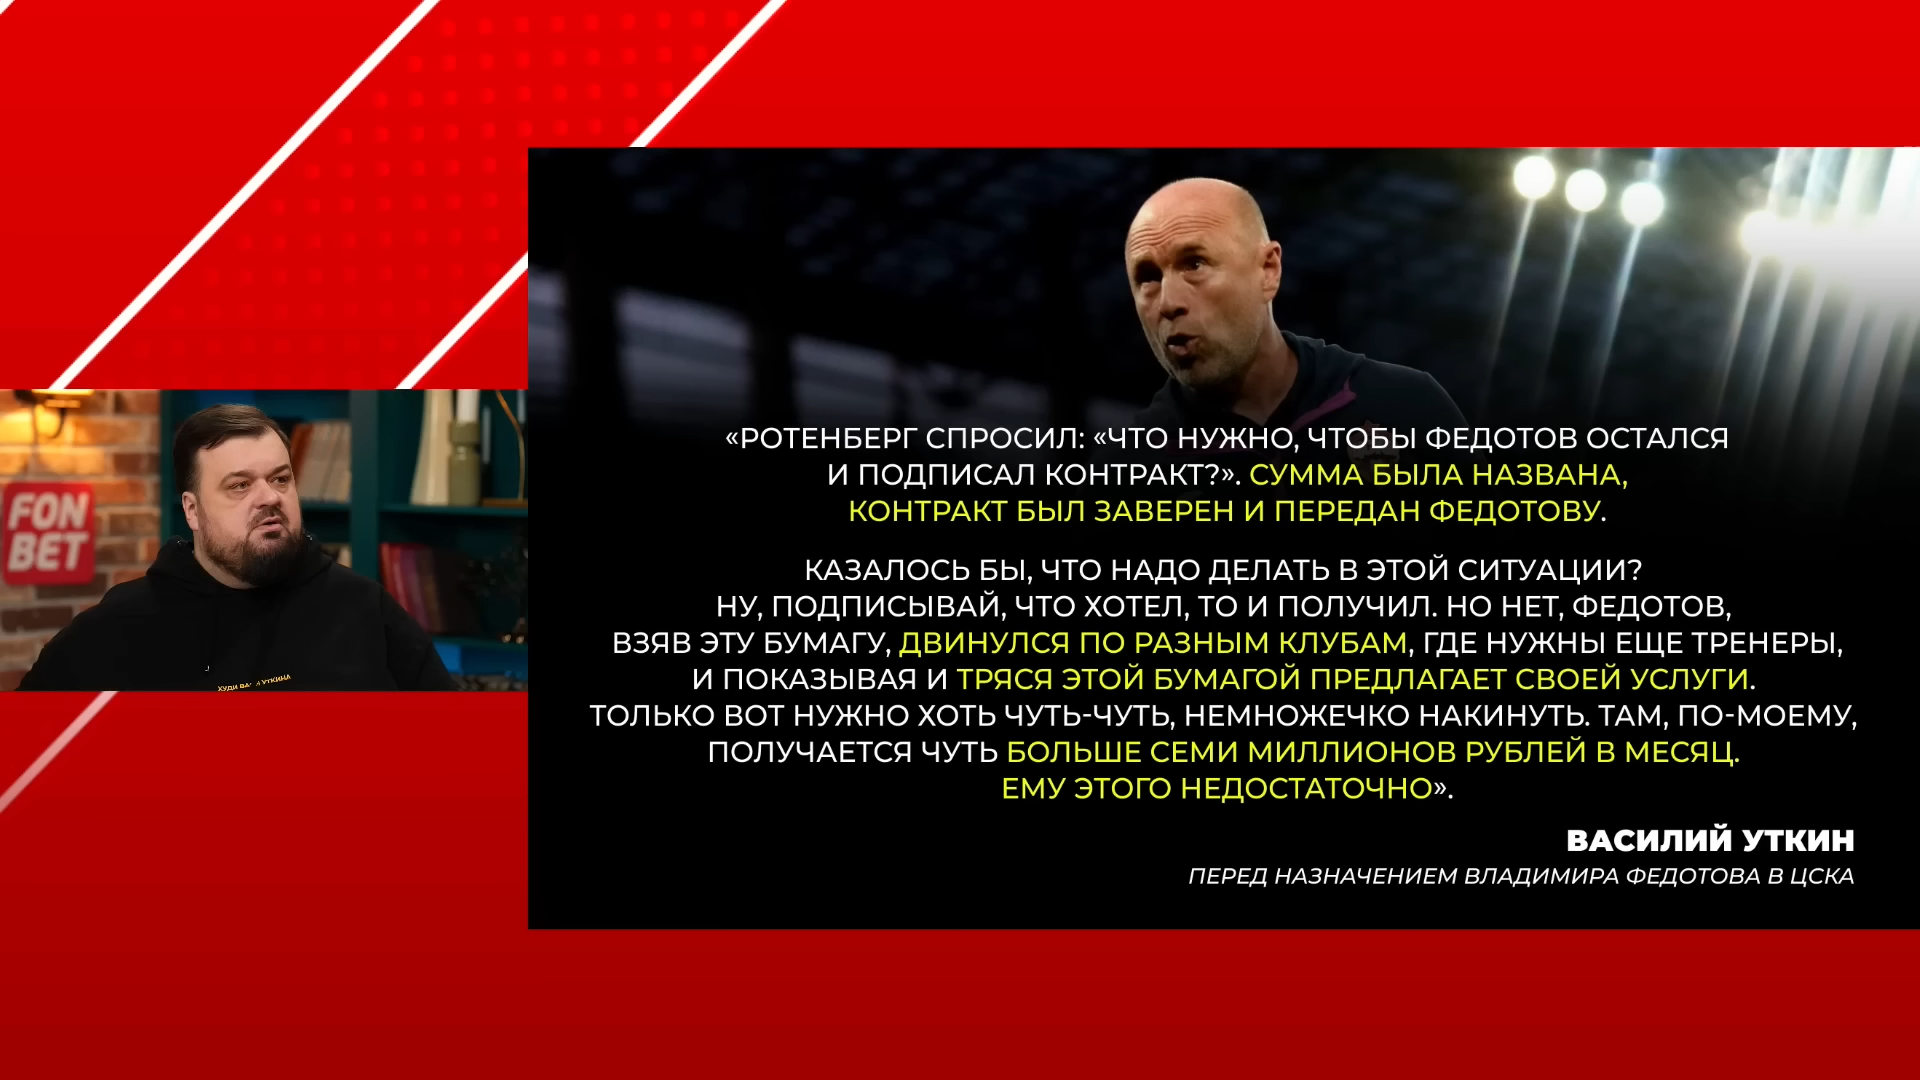 «РОТЕНБЕРГ СПРОСИЛ: «ЧТО НУЖНО, ЧТОБЫ ФЕДОТОВ ОСТАЛСЯ
И ПОДПИСАЛ КОНТРАКТ?». СУММА БЫЛА НАЗВАНА,
КОНТРАКТ БЫЛ ЗАВЕРЕН И ПЕРЕДАН ФЕДОТОВУ.
КАЗАЛОСЬ БЫ, ЧТО НАДО ДЕЛАТЬ В ЭТОЙ СИТУАЦИИ?
НУ, ПОДПИСЫВАЙ, ЧТО ХОТЕЛ, ТО И ПОЛУЧИЛ. НО НЕТ, ФЕДОТОВ,
ВЗЯВ ЭТУ БУМАГУ, ДВИНУЛСЯ ПО РАЗНЫМ КЛУБАМ, ГДЕ НУЖНЫ ЕЩЕ ТРЕНЕРЫ,
И ПОКАЗЫВАЯ И ТРЯСЯ ЭТОЙ БУМАГОЙ ПРЕДЛАГАЕТ СВОЕЙ УСЛУГИ.
ТОЛЬКО ВОТ НУЖНО ХОТЬ ЧУТЬ-ЧУТЬ, НЕМНОЖЕЧКО НАКИНУТЬ. ТАМ, ПО-МОЕМУ,
ПОЛУЧАЕТСЯ ЧУТЬ БОЛЬШЕ СЕМИ МИЛЛИОНОВ РУБЛЕЙ В МЕСЯЦ.
ЕМУ ЭТОГО НЕДОСТАТОЧНО».
ВАСИЛИЙ УТКИН
ПЕРЕД НАЗНАЧЕНИЕМ ВЛАДИМИРА ФЕДОТОВА В ЦСКА
FON
BET
ХУДИ ВАСИ УТКИНА